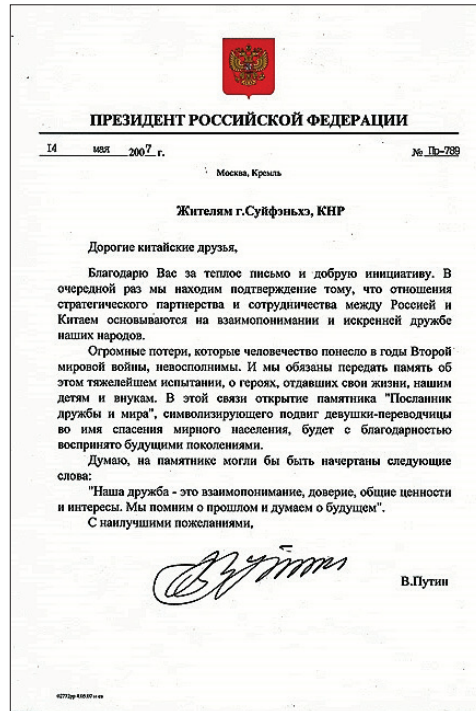 ПРЕЗИДЕНТ РОССИЙСКОЙ ФЕДЕРАЦИИ
14 мая 2007 г. № Пр-789
Москва, Кремль
Жителям г.Суйфэньхэ, КНР
Дорогие китайские друзья,
Благодарю Вас за теплое письмо и добрую инициативу. В
очередной раз мы находим подтверждение тому, что отношения
стратегического партнерства и сотрудничества между Россией и
Китаем основываются на взаимопонимании и искренней дружбе
наших народов.
Огромные потери, которые человечество понесло в годы Второй
мировой войны, невосполнимы. И мы обязаны передать память об
этом тяжелейшем испытании, о героях, отдавших свои жизни, нашим
детям и внукам. В этой связи открытие памятника "Посланник
дружбы и мира", символизирующего подвиг девушки-переводчицы
во имя спасения мирного населения, будет с благодарностью
воспринято будущими поколениями.
Думаю, на памятнике могли бы быть начертаны следующие
слова:
"Наша дружба - это взаимопонимание, доверие, общие ценности
и интересы. Мы помним о прошлом и думаем о будущем".
С наилучшими пожеланиями,
В.Путин